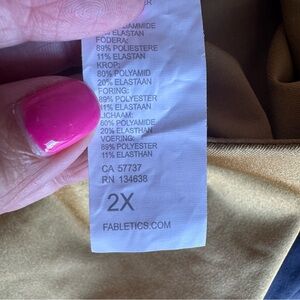 ELASTAN
FODERA:
89% POLIESTERE
11% ELASTAN
KROP:
80% POLYAMID
20% ELASTAAN
FORING:
89% POLYESTER
11% ELASTAAN
LICHAAM:
80% POLYAMIDE
20% ELASTHAN
VOERING:
89% POLYESTER
11% ELASTHAN
CA 57737
RN 134638
2X
FABLETICS.COM